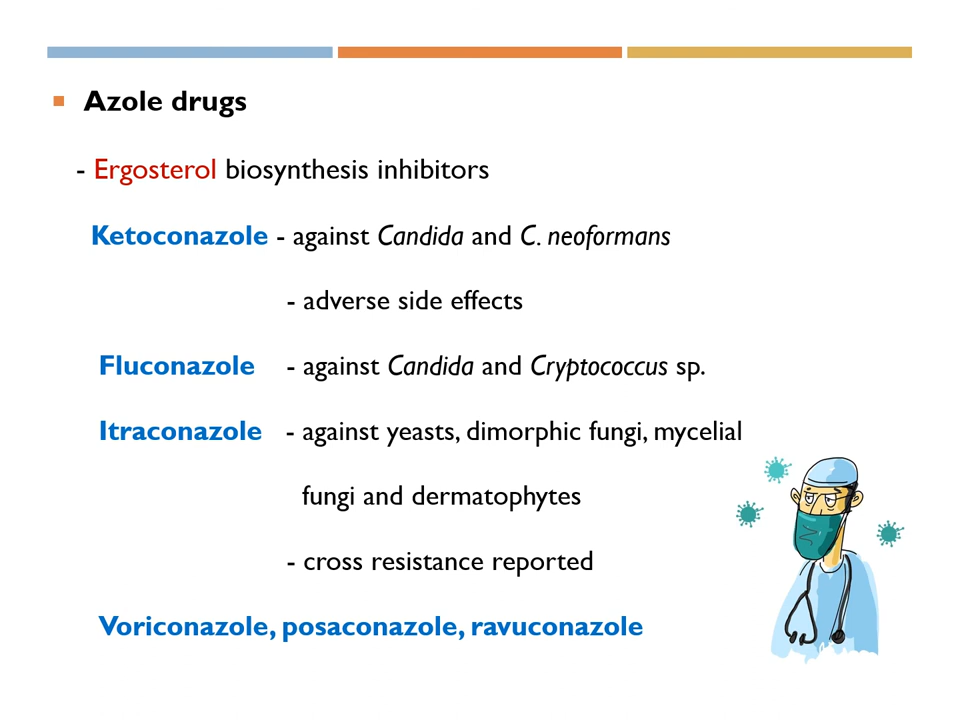 Azole drugs
- Ergosterol biosynthesis inhibitors
Ketoconazole - against Candida and C. neoformans
- adverse side effects
Fluconazole - against Candida and Cryptococcus sp.
Itraconazole - against yeasts, dimorphic fungi, mycelial
fungi and dermatophytes
- cross resistance reported
Voriconazole, posaconazole, ravuconazole